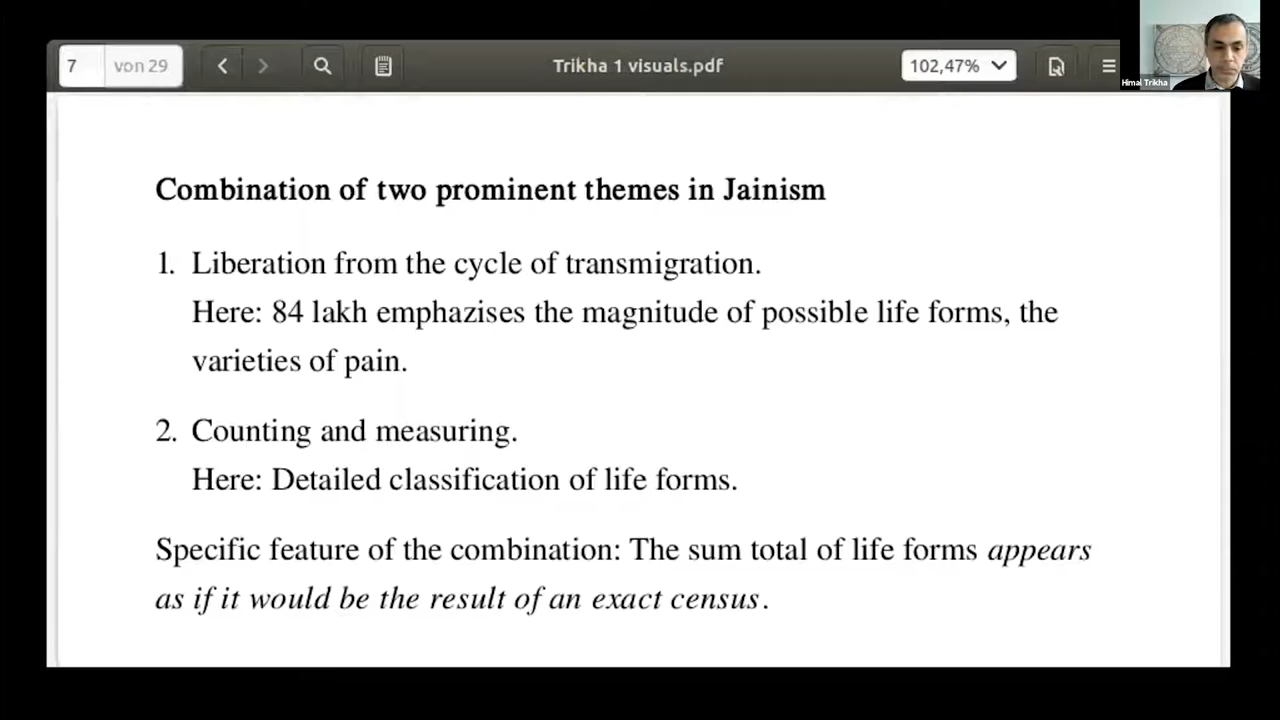 7
von 29
Trikha 1 visuals.pdf
102,47%
Himal Trikha
Combination of two prominent themes in Jainism
1. Liberation from the cycle of transmigration.
Here: 84 lakh emphazises the magnitude of possible life forms, the
varieties of pain.
2. Counting and measuring.
Here: Detailed classification of life forms.
Specific feature of the combination: The sum total of life forms appears
as if it would be the result of an exact census.